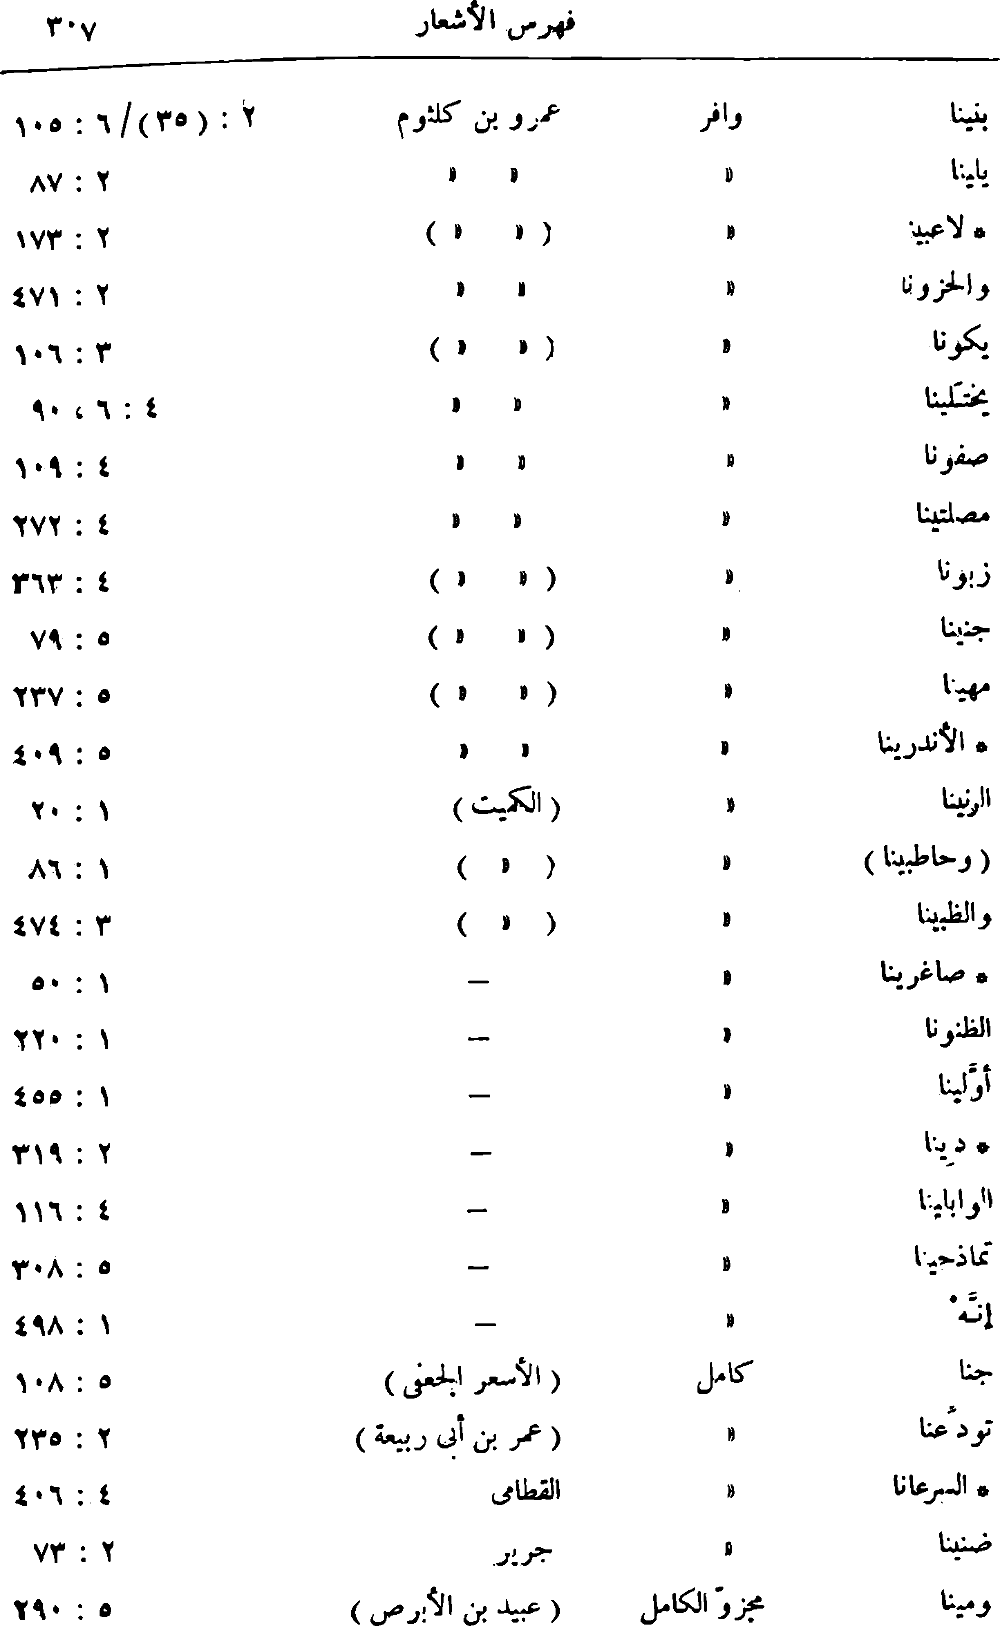 فهرس الأشعار ٣٠٧
بنينا وافر عمرو بن كلثوم ٢ : (٣٥) / ٦ : ١٠٥
يلينا » » » ٢ : ٨٧
* لاعبينا » ( » » ) ٢ : ١٧٣
والحزونا » » » ٢ : ٤٧١
يكونا » ( » » ) ٣ : ١٠٦
يختلينا » » » ٤ : ٦ ، ٩٠
صفونا » » » ٤ : ١٠٩
مصلتينا » » » ٤ : ٢٧٢
زبونا » ( » » ) ٤ : ٣٦٣
جنينا » ( » » ) ٥ : ٧٩
مهينا » ( » » ) ٥ : ٢٣٧
* الأندرينا » » » ٥ : ٤٠٩
الرنينا » ( الكميت ) ١ : ٢٠
( وحاطبينا ) » ( » ) ١ : ٨٦
والظبينا » ( » ) ٣ : ٤٧٤
* صاغرينا » — ١ : ٥٠
الظنونا » — ١ : ٢٢٠
أوَّلينا » — ١ : ٤٥٥
* دينا » — ٢ : ٣١٩
الوابلينا » — ٤ : ١١٦
تماذحينا » — ٥ : ٣٠٨
إنَّهْ » — ١ : ٤٩٨
جنا كامل ( الأسعر الجعفى ) ٥ : ١٠٨
تودّعنا » ( عمر بن أبى ربيعة ) ٢ : ٢٣٥
* السرعانا » القطامى ٤ : ٤٠٦
ضنينا » جرير ٢ : ٧٣
ومينا مجزوّ الكامل ( عبيد بن الأبرص ) ٥ : ٢٩٠